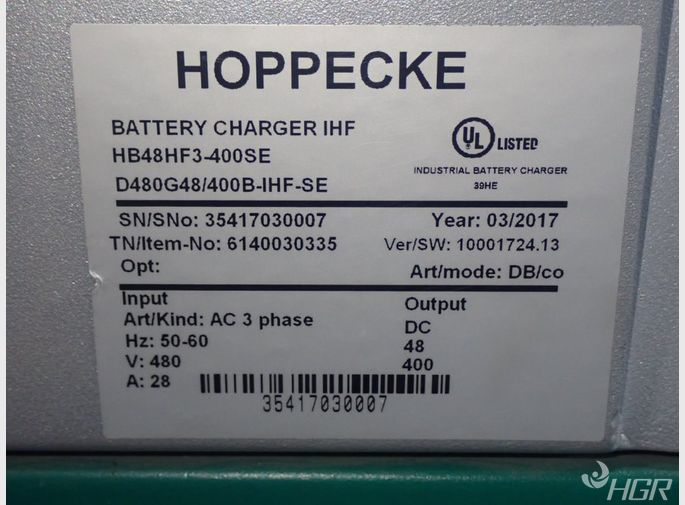 HOPPECKE
BATTERY CHARGER IHF
HB48HF3-400SE
D480G48/400B-IHF-SE
UL LISTED
INDUSTRIAL BATTERY CHARGER
39HE
SN/SNo: 35417030007 Year: 03/2017
TN/Item-No: 6140030335 Ver/SW: 10001724.13
Opt: Art/mode: DB/co
Input Output
Art/Kind: AC 3 phase DC
Hz: 50-60 48
V: 480 400
A: 28
35417030007
HGR